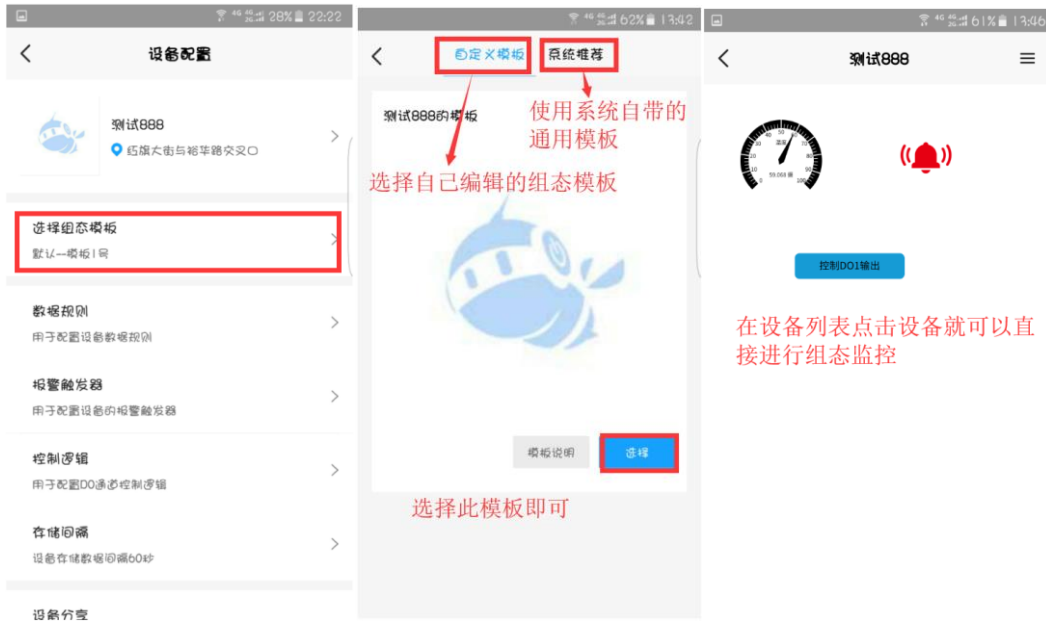 28% 22:22
设备配置
测试888
红旗大街与裕华路交叉口
选择组态模板
默认--模板1号
数据规则
用于配置设备数据规则
报警触发器
用于配置设备的报警触发器
控制逻辑
用于配置DO通道控制逻辑
存储间隔
设备存储数据间隔60秒
设备分享
62% 13:42
自定义模板 系统推荐
测试888的模板
使用系统自带的
通用模板
选择自己编辑的组态模板
模板说明 选择
选择此模板即可
61% 13:46
测试888
控制DO1输出
在设备列表点击设备就可以直
接进行组态监控